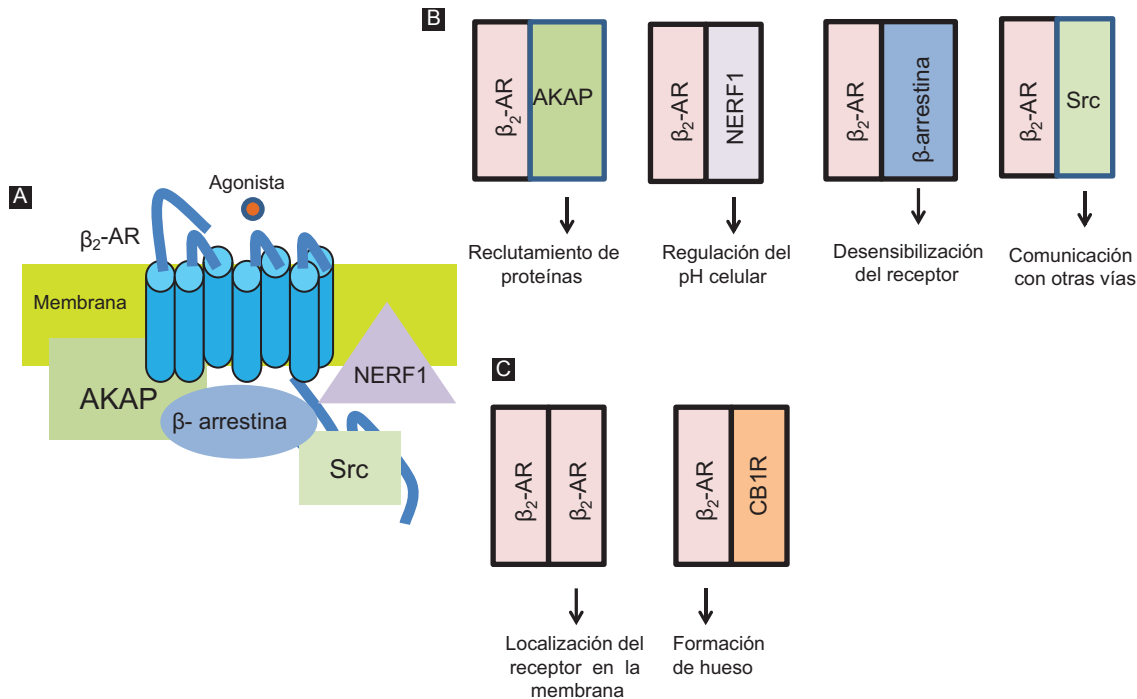 A
Agonista
β₂-AR
Membrana
AKAP
NERF1
β- arrestina
Src
B
β₂-AR
AKAP
Reclutamiento de
proteínas
β₂-AR
NERF1
Regulación del
pH celular
β₂-AR
β-arrestina
Desensibilización
del receptor
β₂-AR
Src
Comunicación
con otras vías
C
β₂-AR
β₂-AR
Localización del
receptor en la
membrana
β₂-AR
CB1R
Formación
de hueso